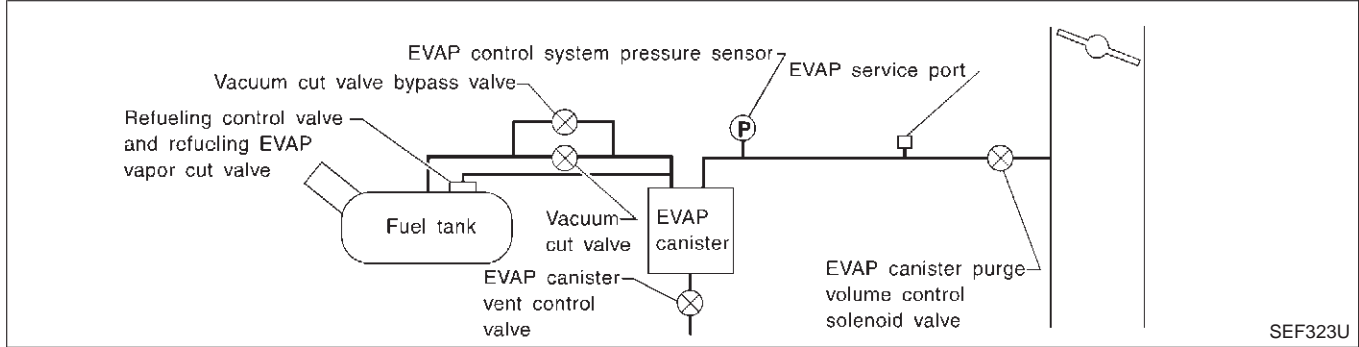 EVAP control system pressure sensor
EVAP service port
Vacuum cut valve bypass valve
Refueling control valve
and refucling EVAP
vapor cut valve
P
Fuel tank
Vacuum
cut valve
EVAP
canister
EVAP canister
vent control
valve
EVAP canister purge
volume control
solenoid valve
SEF323U